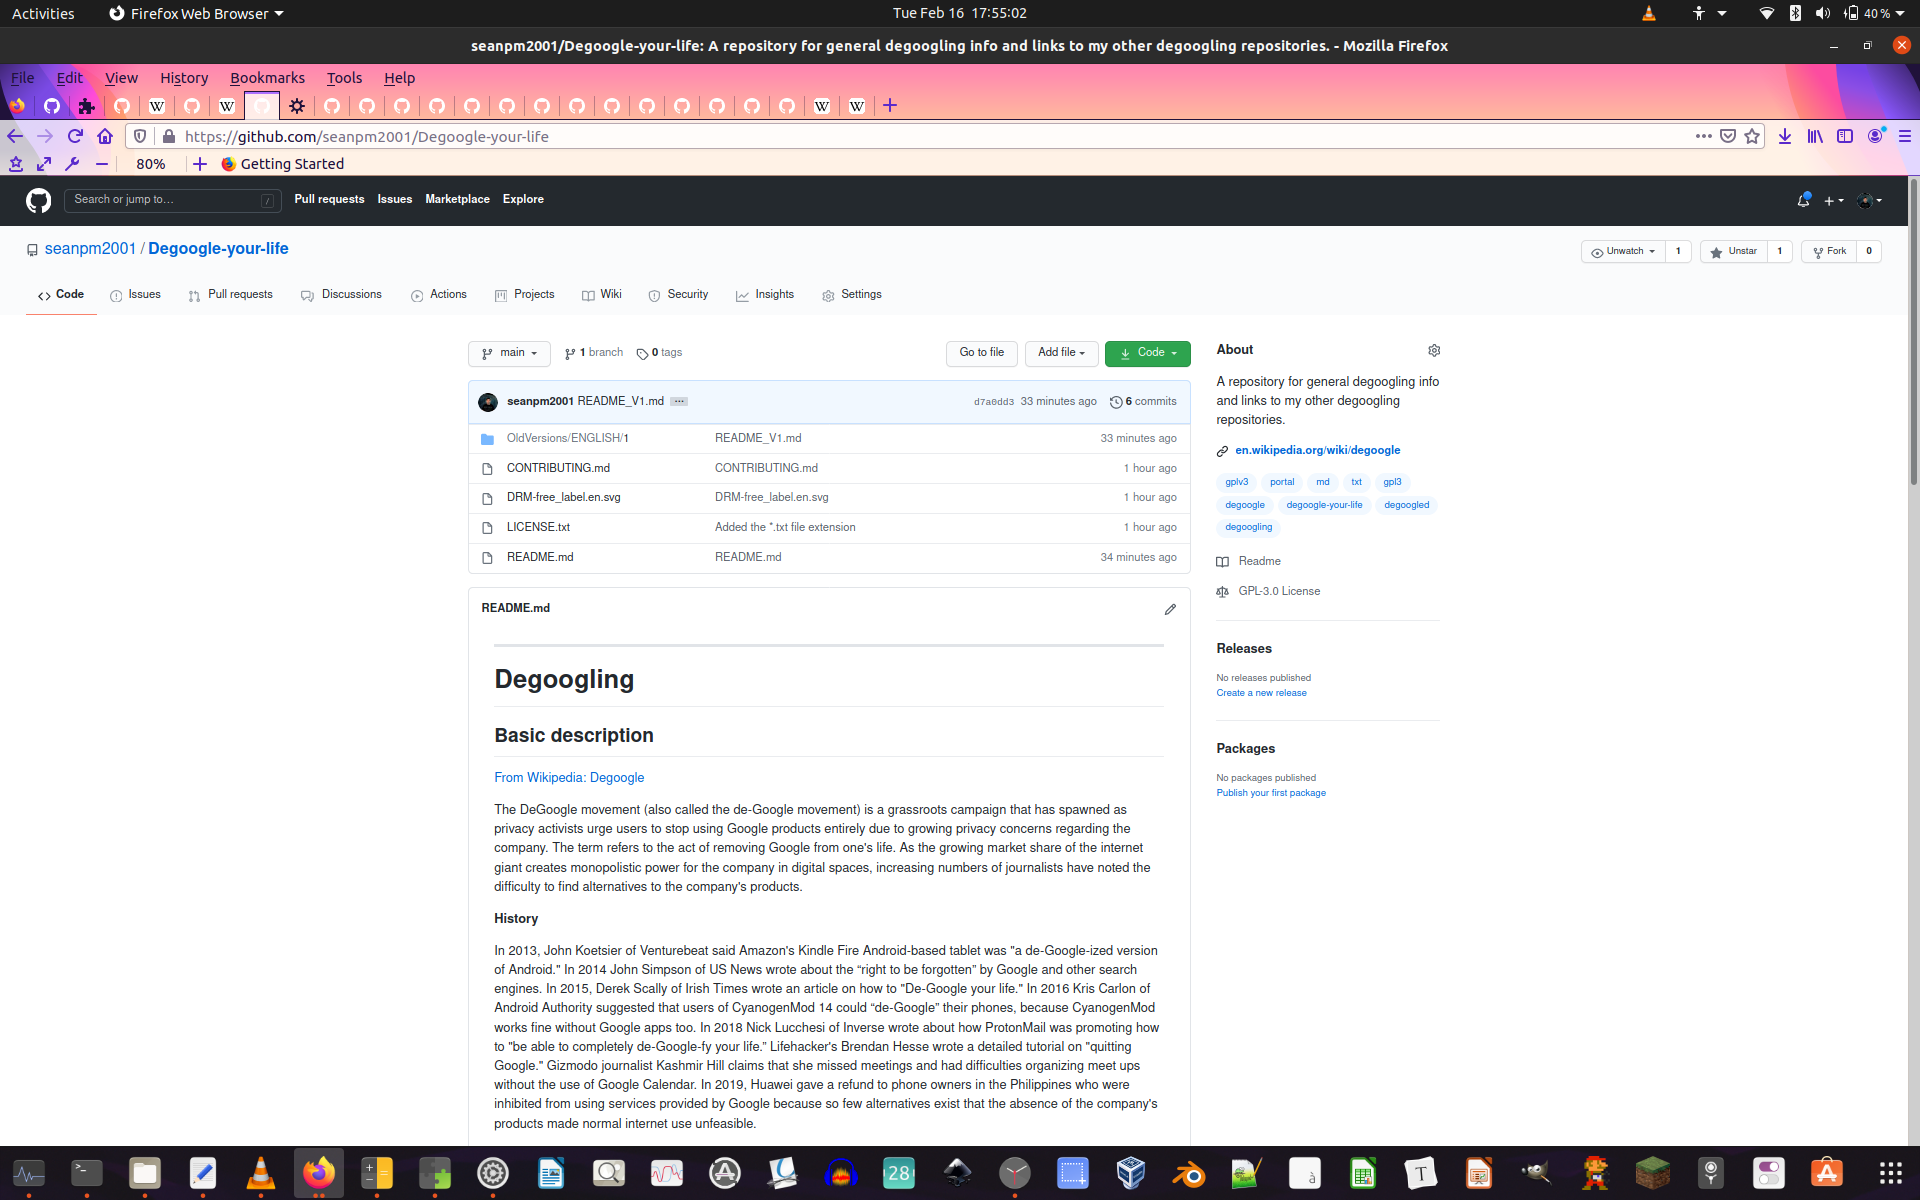 Activities
Firefox Web Browser
Tue Feb 16 17:55:02
40 %
seanpm2001/Degoogle-your-life: A repository for general degoogling info and links to my other degoogling repositories. - Mozilla Firefox
File Edit View History Bookmarks Tools Help
https://github.com/seanpm2001/Degoogle-your-life
80%
Getting Started
Search or jump to…
/
Pull requests Issues Marketplace Explore
seanpm2001 / Degoogle-your-life
Unwatch 1
Unstar 1
Fork 0
Code Issues Pull requests Discussions Actions Projects Wiki Security Insights Settings
main
1 branch
0 tags
Go to file
Add file
Code
seanpm2001 README_V1.md
d7a0dd3 33 minutes ago
6 commits
OldVersions/ENGLISH/1 README_V1.md 33 minutes ago
CONTRIBUTING.md CONTRIBUTING.md 1 hour ago
DRM-free_label.en.svg DRM-free_label.en.svg 1 hour ago
LICENSE.txt Added the *.txt file extension 1 hour ago
README.md README.md 34 minutes ago
README.md
Degoogling
Basic description
From Wikipedia: Degoogle
The DeGoogle movement (also called the de-Google movement) is a grassroots campaign that has spawned as
privacy activists urge users to stop using Google products entirely due to growing privacy concerns regarding the
company. The term refers to the act of removing Google from one's life. As the growing market share of the internet
giant creates monopolistic power for the company in digital spaces, increasing numbers of journalists have noted the
difficulty to find alternatives to the company's products.
History
In 2013, John Koetsier of Venturebeat said Amazon's Kindle Fire Android-based tablet was "a de-Google-ized version
of Android." In 2014 John Simpson of US News wrote about the “right to be forgotten” by Google and other search
engines. In 2015, Derek Scally of Irish Times wrote an article on how to "De-Google your life." In 2016 Kris Carlon of
Android Authority suggested that users of CyanogenMod 14 could “de-Google” their phones, because CyanogenMod
works fine without Google apps too. In 2018 Nick Lucchesi of Inverse wrote about how ProtonMail was promoting how
to "be able to completely de-Google-fy your life.” Lifehacker's Brendan Hesse wrote a detailed tutorial on "quitting
Google." Gizmodo journalist Kashmir Hill claims that she missed meetings and had difficulties organizing meet ups
without the use of Google Calendar. In 2019, Huawei gave a refund to phone owners in the Philippines who were
inhibited from using services provided by Google because so few alternatives exist that the absence of the company's
products made normal internet use unfeasible.
About
A repository for general degoogling info
and links to my other degoogling
repositories.
en.wikipedia.org/wiki/degoogle
gplv3 portal md txt gpl3
degoogle degoogle-your-life degoogled
degoogling
Readme
GPL-3.0 License
Releases
No releases published
Create a new release
Packages
No packages published
Publish your first package
28